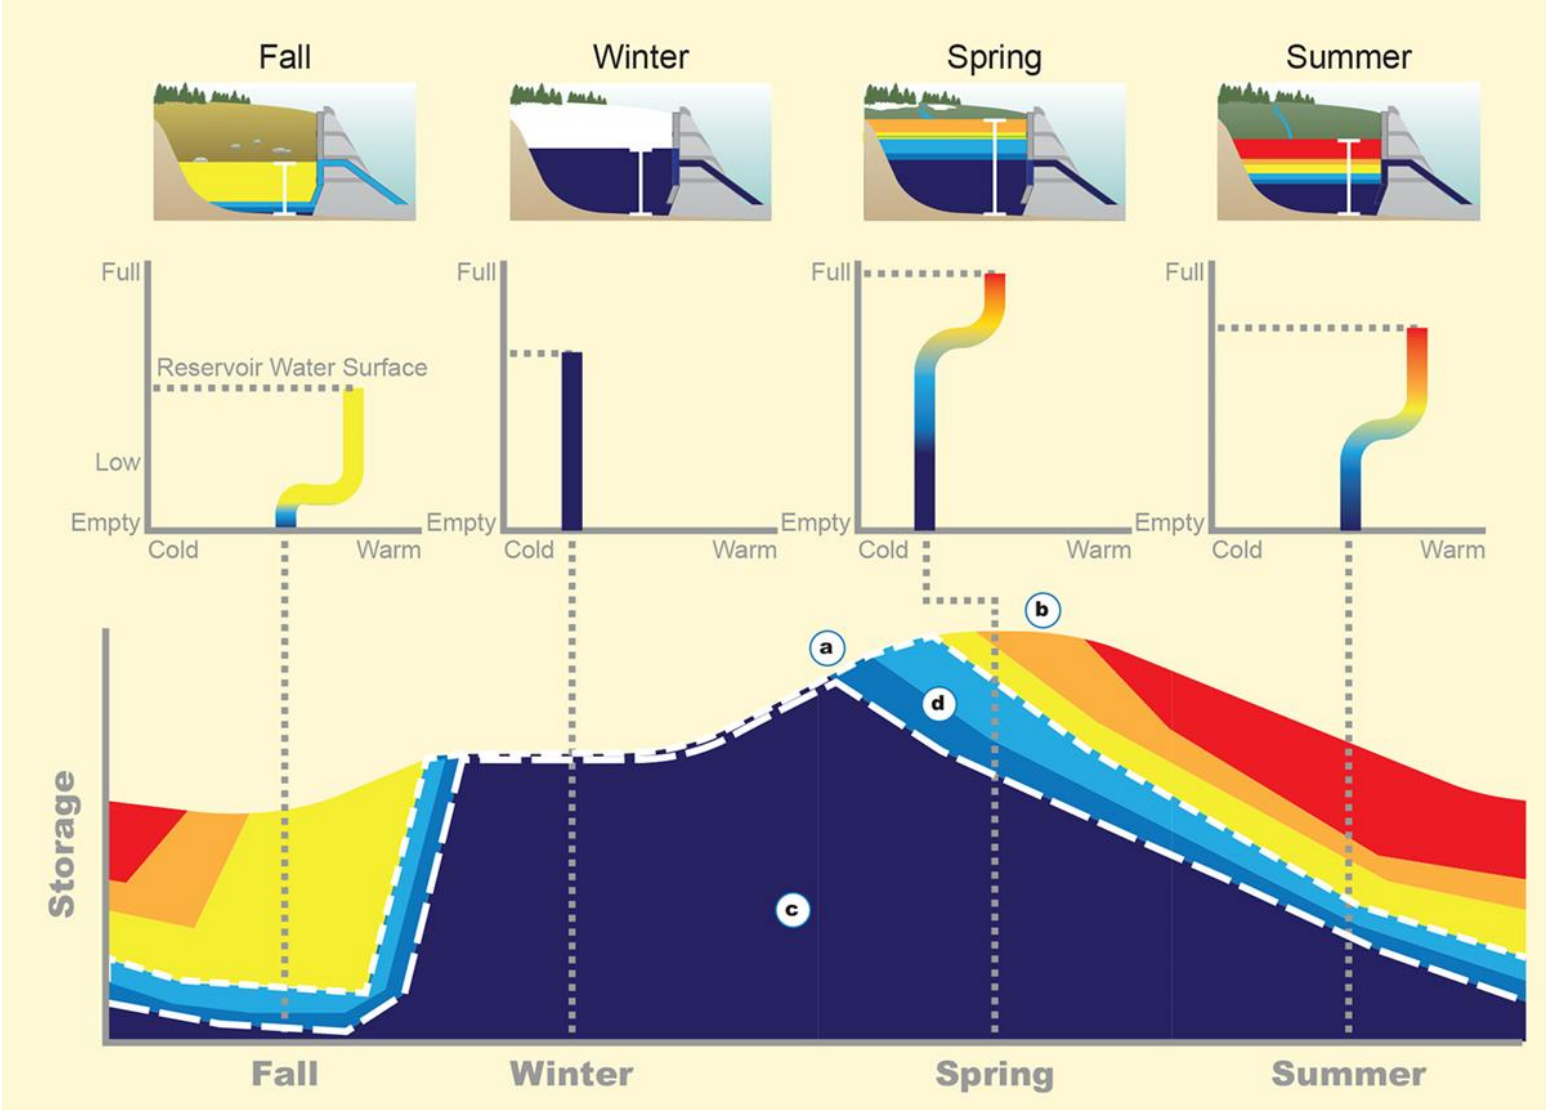 Fall
Winter
Spring
Summer
Full
Full
Full
Full
Reservoir Water Surface
Low
Empty
Empty
Empty
Empty
Cold
Warm
Cold
Warm
Cold
Warm
Cold
Warm
b
a
d
c
Storage
Fall
Winter
Spring
Summer